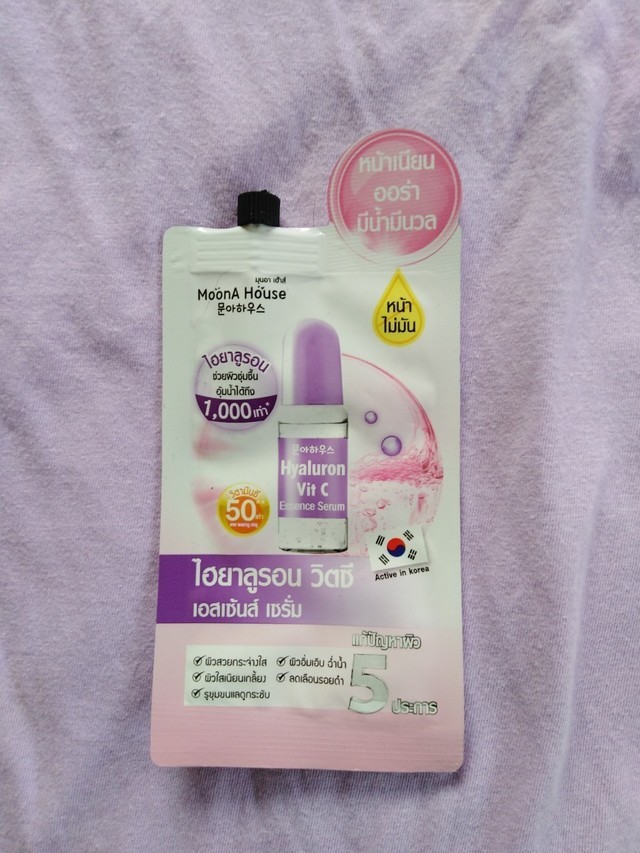 หน้าเนียน
ออร่า
มีน้ำมีนวล
มุนอา เฮ้าส์
MoonA House
문아하우스
หน้า
ไม่มัน
ไฮยาลูรอน
ช่วยผิวชุ่มชื้น
อุ้มน้ำได้ถึง
1,000 เท่า*
문아하우스
Hyaluron
Vit C
Essence Serum
วิตามินซี
50 เท่า
Active in korea
ไฮยาลูรอน วิตซี
เอสเซ้นส์ เซรั่ม
แก้ปัญหาผิว
5
ประการ
ผิวสวยกระจ่างใส
ผิวอิ่มเอิบ ฉ่ำน้ำ
ผิวใสเนียนเกลี้ยง
ลดเลือนรอยดำ
รูขุมขนแลดูกระชับ